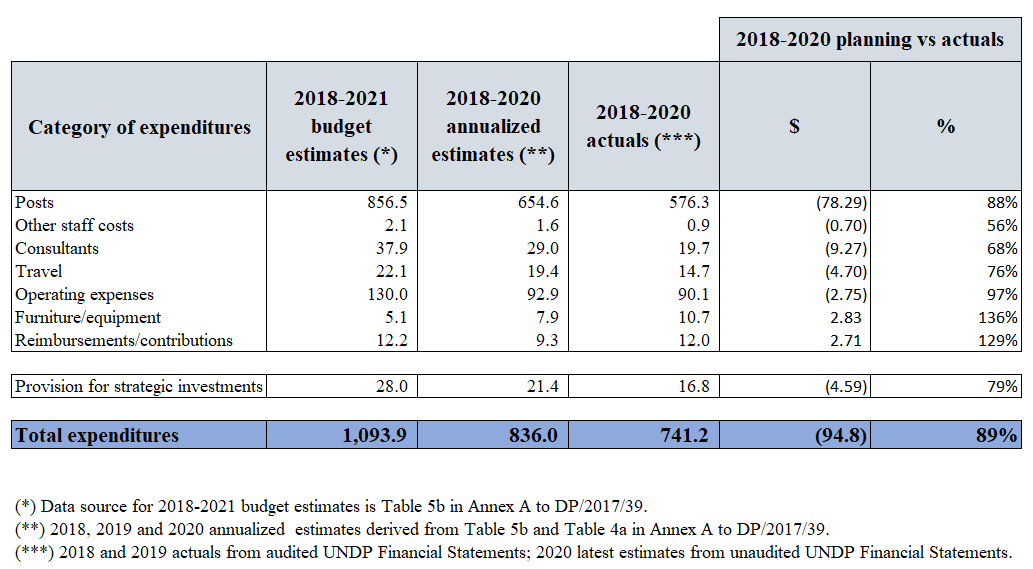 2018-2020 planning vs actuals
Category of expenditures 2018-2021 budget estimates (*) 2018-2020 annualized estimates (**) 2018-2020 actuals (***) $ %
Posts 856.5 654.6 576.3 (78.29) 88%
Other staff costs 2.1 1.6 0.9 (0.70) 56%
Consultants 37.9 29.0 19.7 (9.27) 68%
Travel 22.1 19.4 14.7 (4.70) 76%
Operating expenses 130.0 92.9 90.1 (2.75) 97%
Furniture/equipment 5.1 7.9 10.7 2.83 136%
Reimbursements/contributions 12.2 9.3 12.0 2.71 129%
Provision for strategic investments 28.0 21.4 16.8 (4.59) 79%
Total expenditures 1,093.9 836.0 741.2 (94.8) 89%
(*) Data source for 2018-2021 budget estimates is Table 5b in Annex A to DP/2017/39.
(**) 2018, 2019 and 2020 annualized  estimates derived from Table 5b and Table 4a in Annex A to DP/2017/39.
(***) 2018 and 2019 actuals from audited UNDP Financial Statements; 2020 latest estimates from unaudited UNDP Financial Statements.